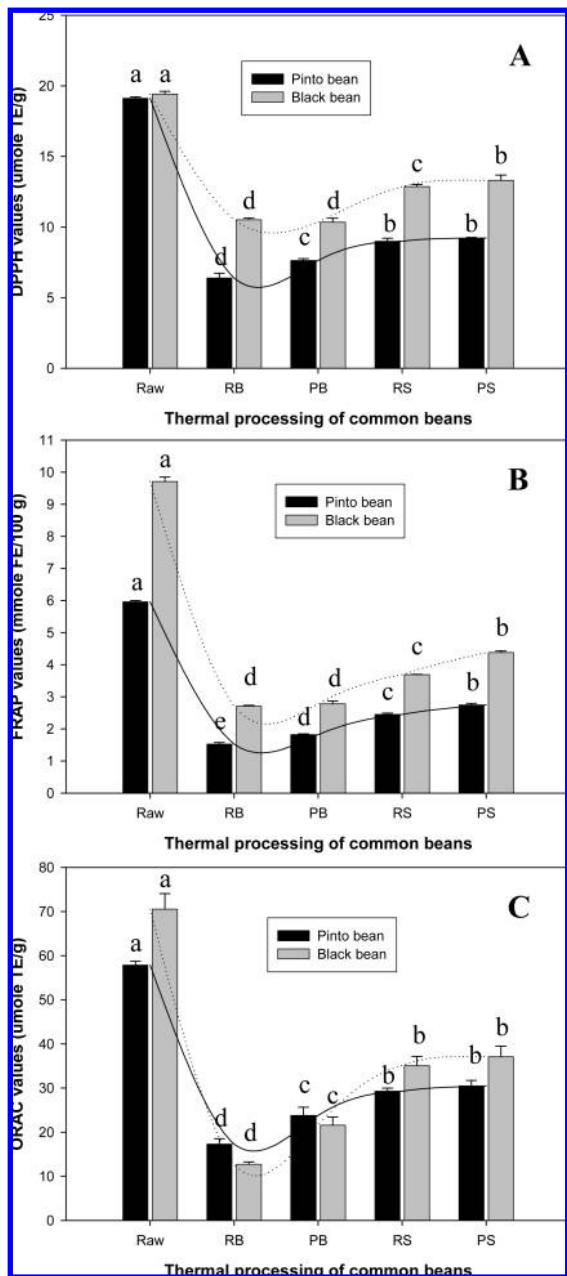 25
20
15
10
5
0
DPPH values (umole TE/g)
A
Pinto bean
Black bean
a a
d d
c d
b c
b b
Raw RB PB RS PS
Thermal processing of common beans
11
10
9
8
7
6
5
4
3
2
1
0
FRAP values (mmole FE/100 g)
B
Pinto bean
Black bean
a a
e d
d d
c c
b b
Raw RB PB RS PS
Thermal processing of common beans
80
70
60
50
40
30
20
10
0
ORAC values (umole TE/g)
C
Pinto bean
Black bean
a a
d d
c c
b b
b b
Raw RB PB RS PS
Thermal processing of common beans